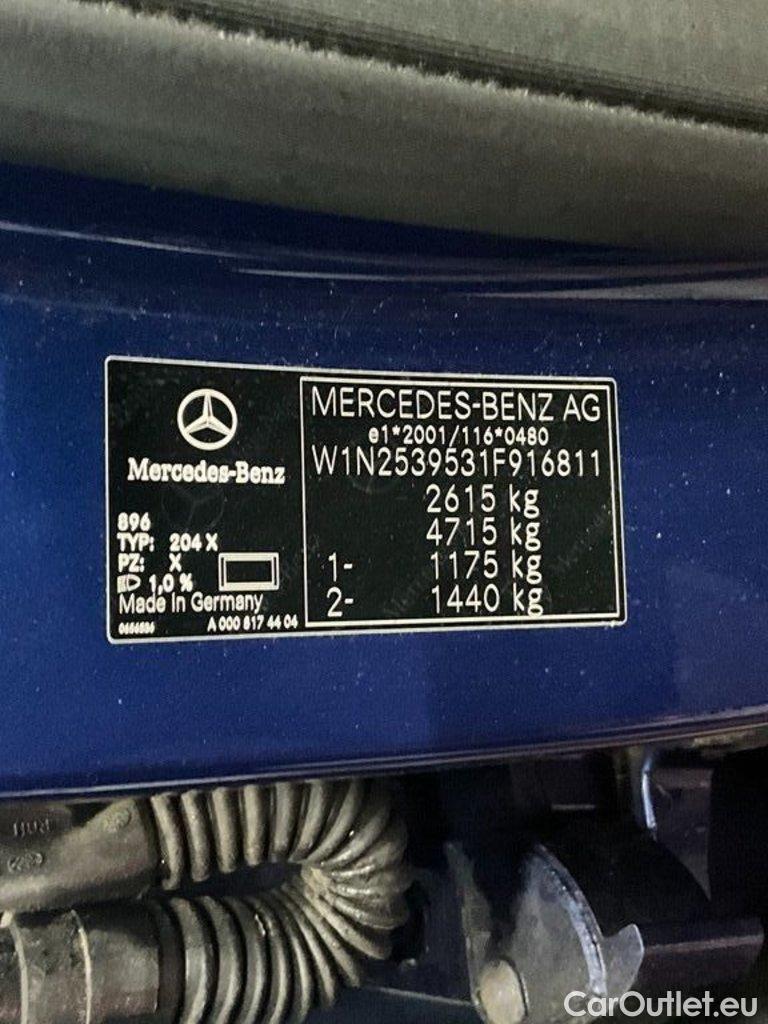 Mercedes-Benz
896
TYP: 204 X
PZ: X
1,0 %
Made in Germany
A 000 817 44 04
MERCEDES-BENZ AG
e1*2001/116*0480
W1N2539531F916811
2615 kg
4715 kg
1- 1175 kg
2- 1440 kg
CarOutlet.eu